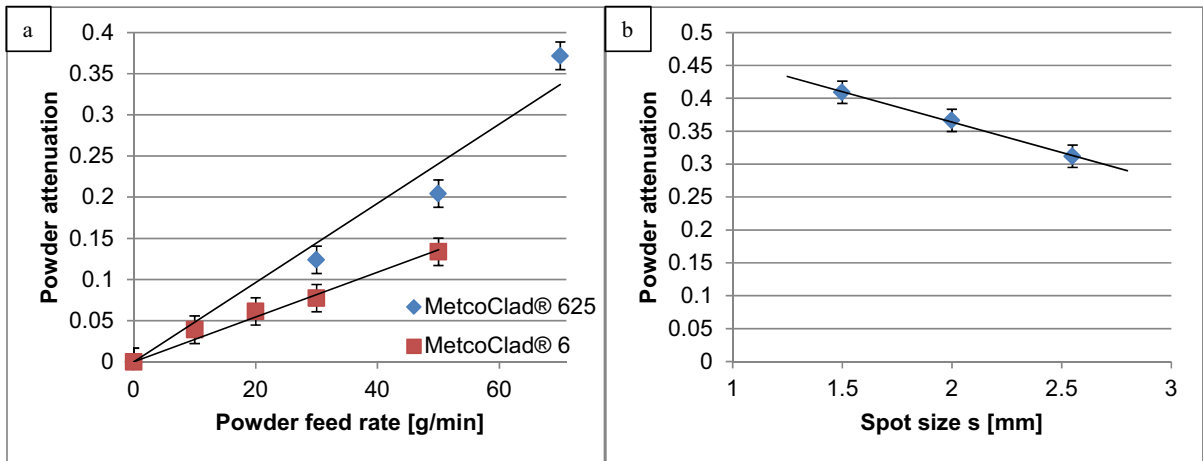 a
0.4
0.35
0.3
0.25
0.2
0.15
0.1
0.05
0
Powder attenuation
0 20 40 60
Powder feed rate [g/min]
MetcoClad® 625
MetcoClad® 6
b
0.5
0.45
0.4
0.35
0.3
0.25
0.2
0.15
0.1
0.05
0
Powder attenuation
1 1.5 2 2.5 3
Spot size s [mm]